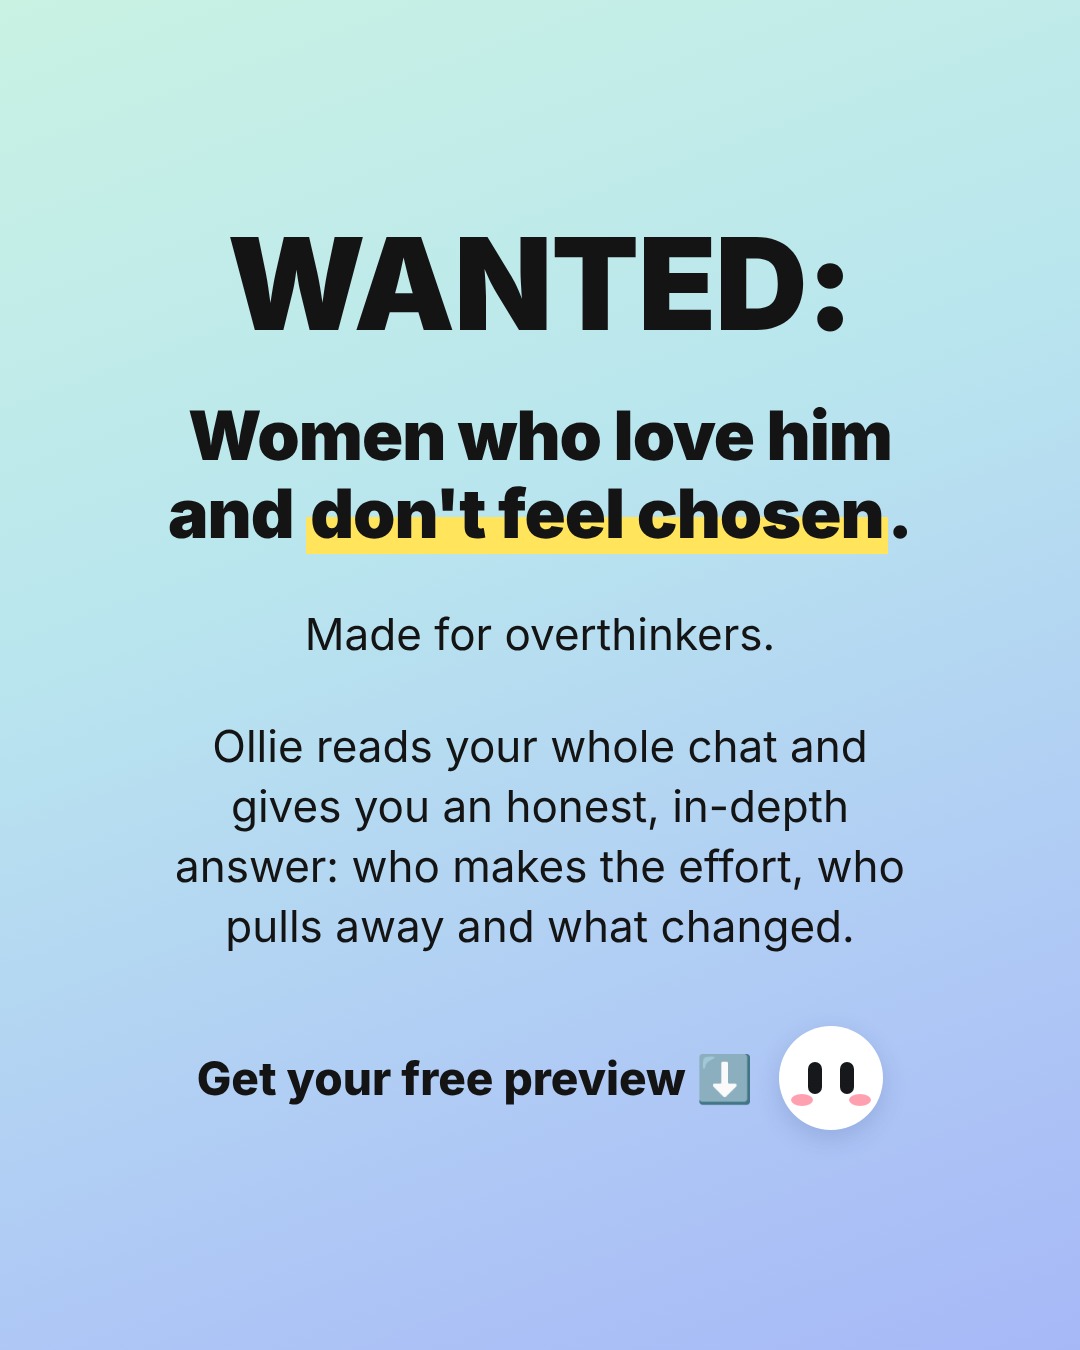 WANTED:
Women who love him
and don't feel chosen.
Made for overthinkers.
Ollie reads your whole chat and
gives you an honest, in-depth
answer: who makes the effort, who
pulls away and what changed.
Get your free preview ⬇️